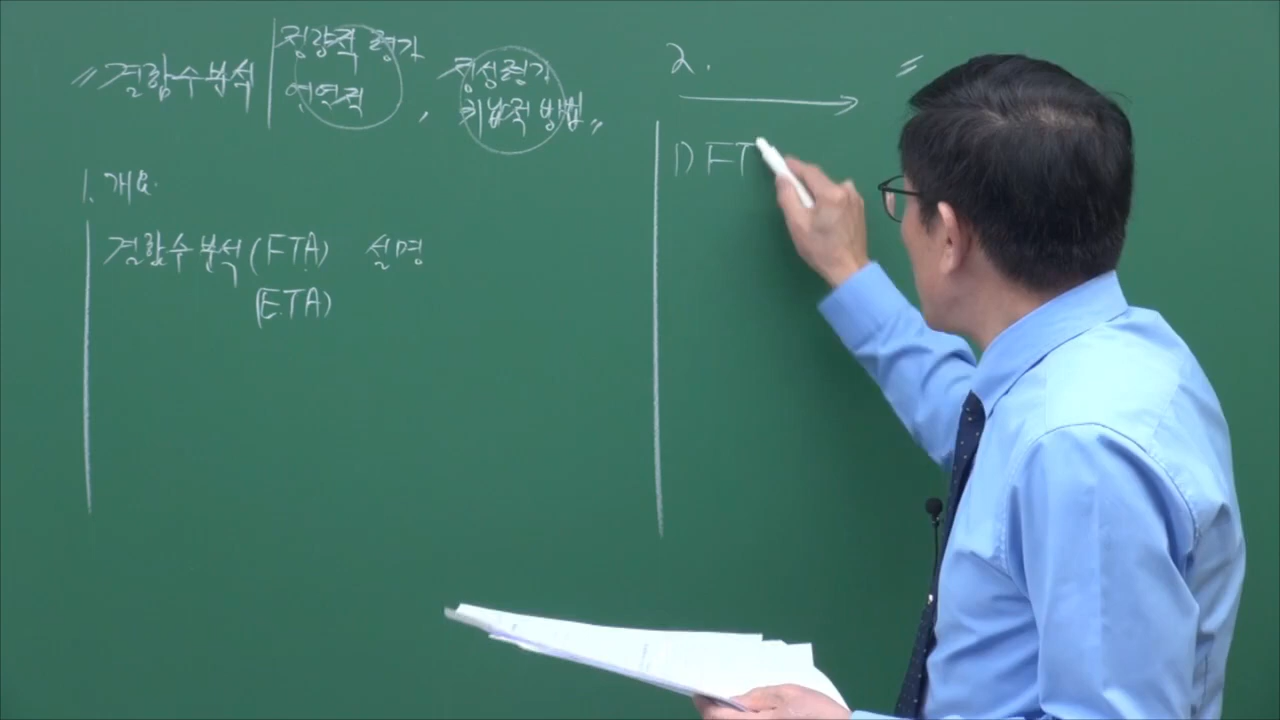 〃결함수분석
정량적 평가
연역적
, 정성평가
귀납적 방법〃
1. 개요.
결함수분석(FTA) 설명
(E.TA)
2.
〃
1) FT